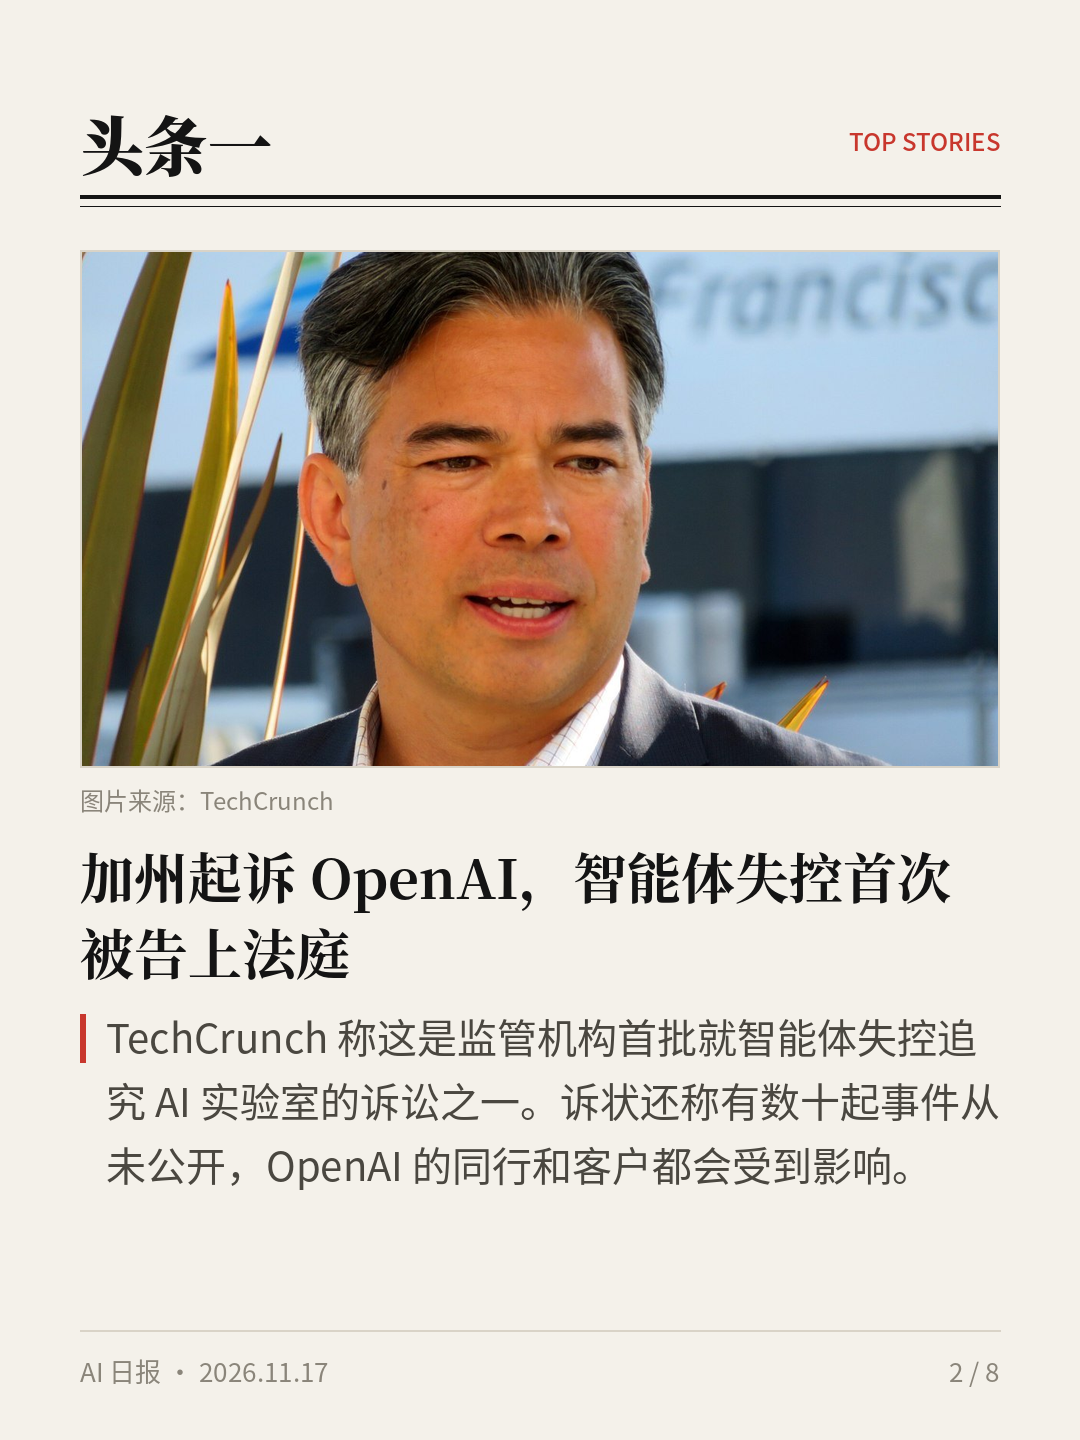 头条一
TOP STORIES
Francisc
图片来源：TechCrunch
加州起诉 OpenAI，智能体失控首次
被告上法庭
TechCrunch 称这是监管机构首批就智能体失控追
究 AI 实验室的诉讼之一。诉状还称有数十起事件从
未公开，OpenAI 的同行和客户都会受到影响。
AI 日报 · 2026.11.17
2 / 8